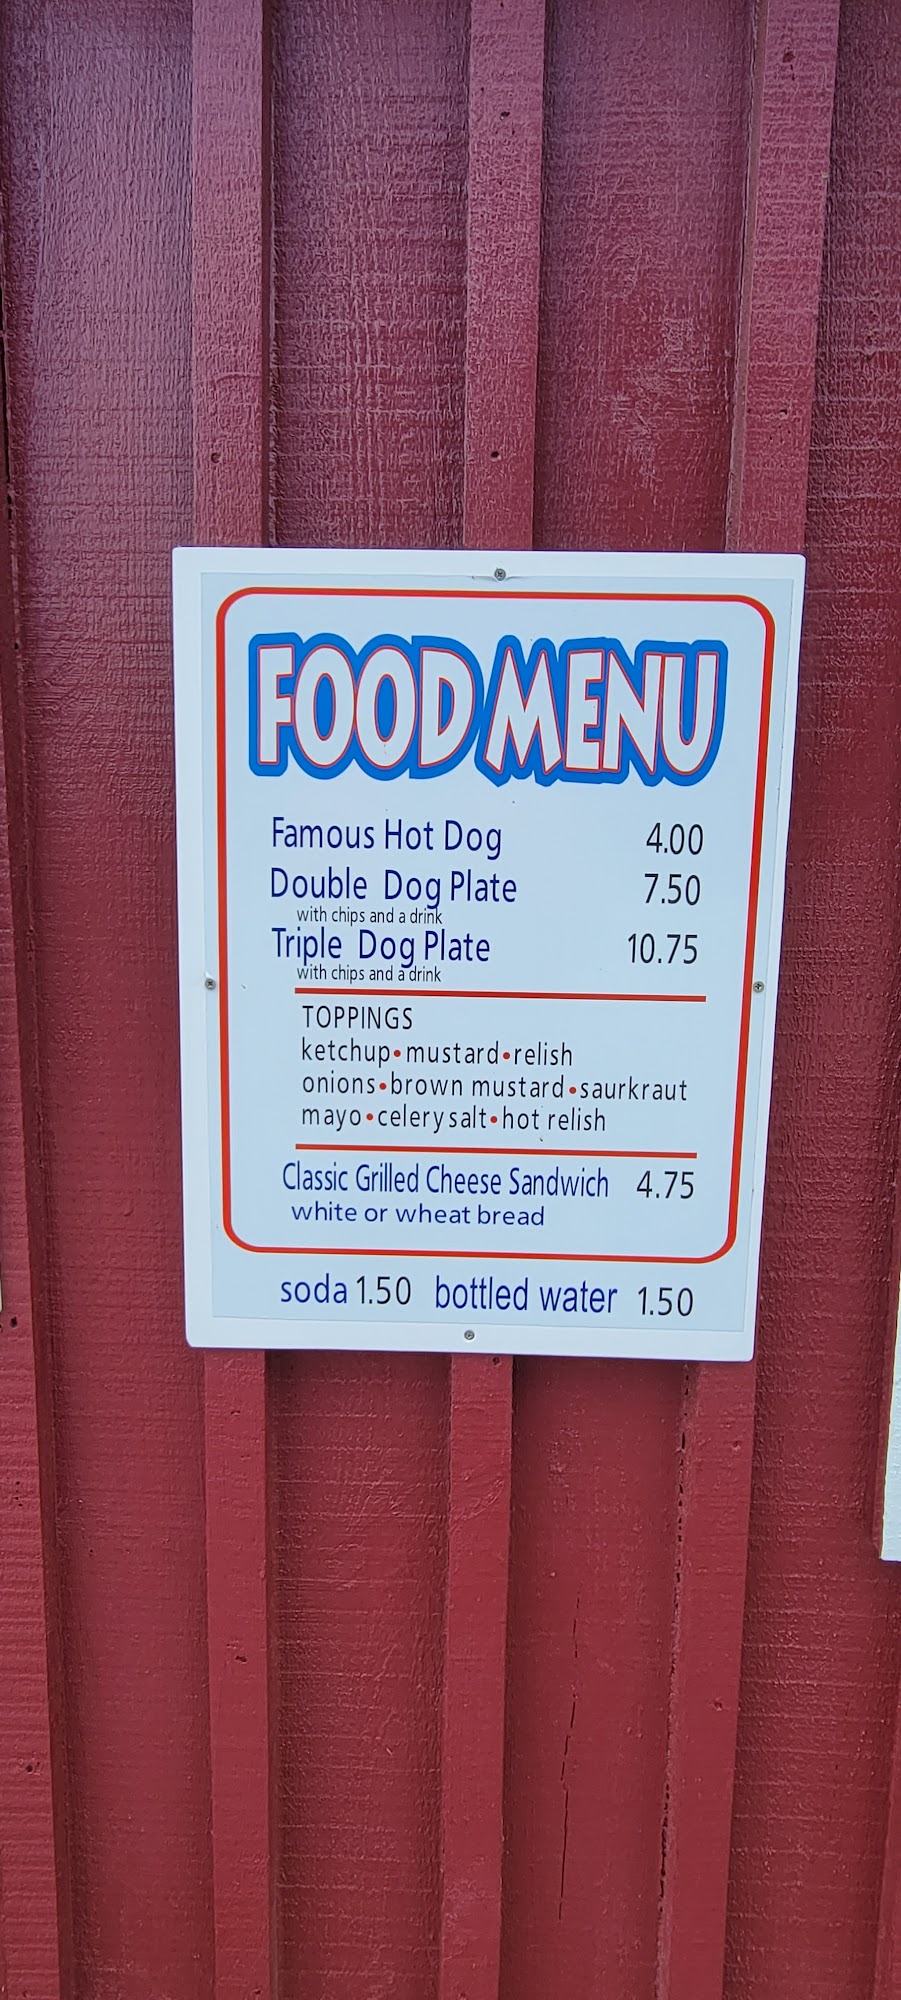 FOOD MENU
Famous Hot Dog 4.00
Double Dog Plate 7.50
with chips and a drink
Triple Dog Plate 10.75
with chips and a drink
TOPPINGS
ketchup•mustard•relish
onions•brown mustard•saurkraut
mayo•celery salt•hot relish
Classic Grilled Cheese Sandwich 4.75
white or wheat bread
soda 1.50 bottled water 1.50